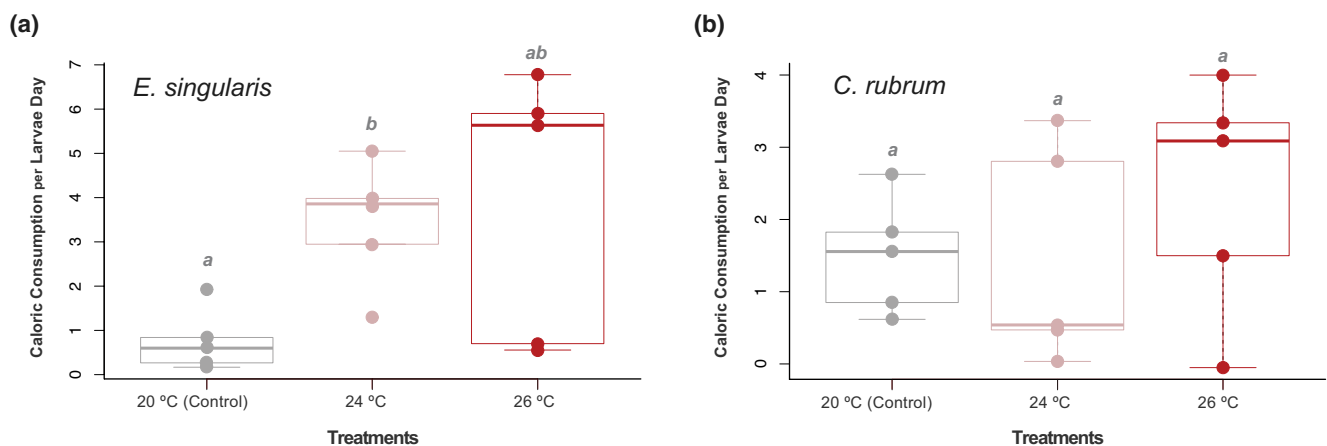 (a)
E. singularis
Caloric Consumption per Larvae Day
7
6
5
4
3
2
1
0
a
b
ab
20 ºC (Control)
24 ºC
26 ºC
Treatments
(b)
C. rubrum
Caloric Consumption per Larvae Day
4
3
2
1
0
a
a
a
20 ºC (Control)
24 ºC
26 ºC
Treatments